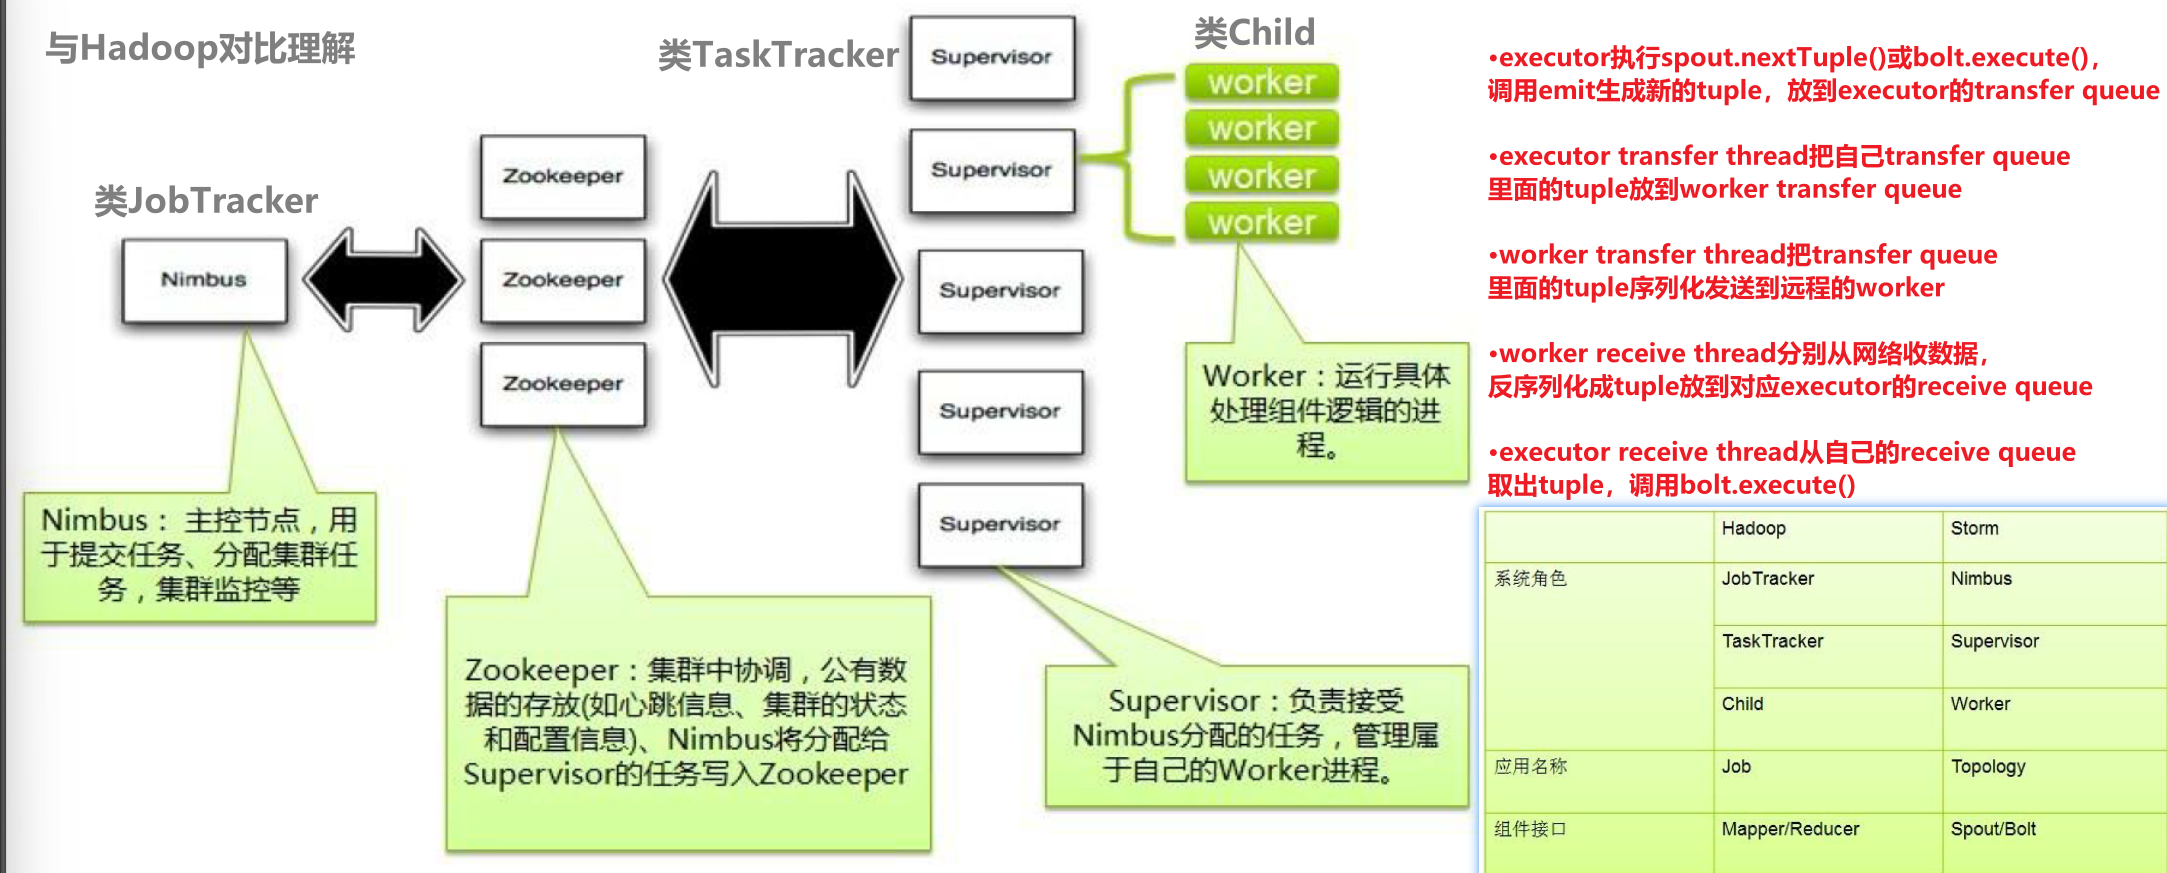 与Hadoop对比理解
类JobTracker
Nimbus
Nimbus： 主控节点，用
于提交任务、分配集群任
务，集群监控等
Zookeeper
Zookeeper
Zookeeper
Zookeeper：集群中协调，公有数
据的存放(如心跳信息、集群的状态
和配置信息)、Nimbus将分配给
Supervisor的任务写入Zookeeper
类TaskTracker
Supervisor
Supervisor
Supervisor
Supervisor
Supervisor
Supervisor：负责接受
Nimbus分配的任务，管理属
于自己的Worker进程。
类Child
worker
worker
worker
worker
Worker：运行具体
处理组件逻辑的进
程。
•executor执行spout.nextTuple()或bolt.execute()，
调用emit生成新的tuple，放到executor的transfer queue
•executor transfer thread把自己transfer queue
里面的tuple放到worker transfer queue
•worker transfer thread把transfer queue
里面的tuple序列化发送到远程的worker
•worker receive thread分别从网络收数据，
反序列化成tuple放到对应executor的receive queue
•executor receive thread从自己的receive queue
取出tuple，调用bolt.execute()
Hadoop Storm
系统角色 JobTracker Nimbus
TaskTracker Supervisor
Child Worker
应用名称 Job Topology
组件接口 Mapper/Reducer Spout/Bolt